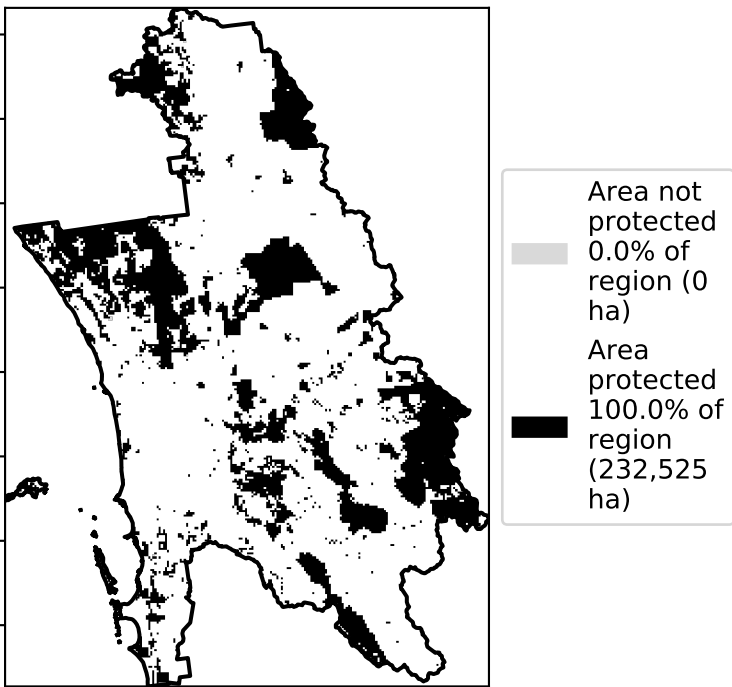 Area not
protected
0.0% of
region (0
ha)
Area
protected
100.0% of
region
(232,525
ha)